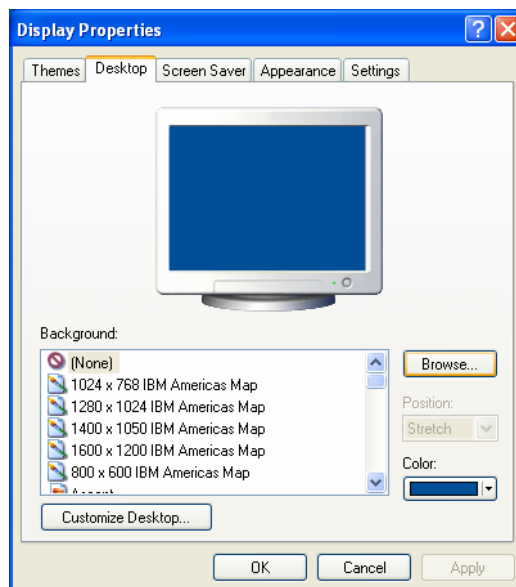 Display Properties
Themes Desktop Screen Saver Appearance Settings
Background:
(None)
1024 x 768 IBM Americas Map
1280 x 1024 IBM Americas Map
1400 x 1050 IBM Americas Map
1600 x 1200 IBM Americas Map
800 x 600 IBM Americas Map
Browse...
Position:
Stretch
Color:
Customize Desktop...
OK Cancel Apply